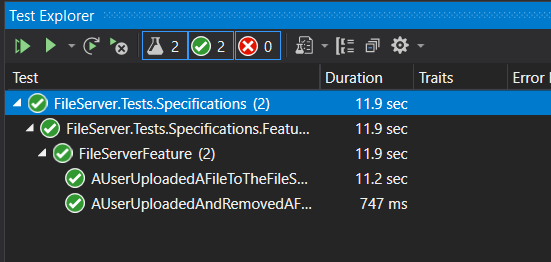 Test Explorer
2 2 0
Test Duration Traits Error
FileServer.Tests.Specifications (2) 11.9 sec
FileServer.Tests.Specifications.Featu... 11.9 sec
FileServerFeature (2) 11.9 sec
AUserUploadedAFileToTheFileS... 11.2 sec
AUserUploadedAndRemovedAF... 747 ms